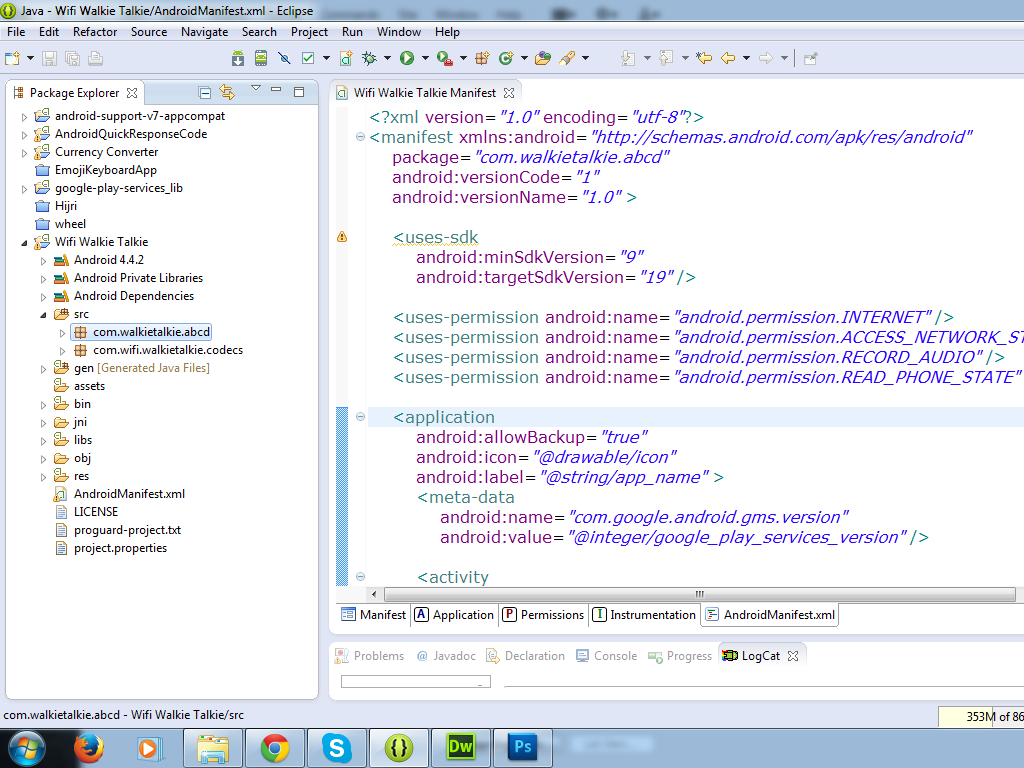 Java - Wifi Walkie Talkie/AndroidManifest.xml - Eclipse
File Edit Refactor Source Navigate Search Project Run Window Help
Package Explorer
android-support-v7-appcompat
AndroidQuickResponseCode
Currency Converter
EmojiKeyboardApp
google-play-services_lib
Hijri
wheel
Wifi Walkie Talkie
Android 4.4.2
Android Private Libraries
Android Dependencies
src
com.walkietalkie.abcd
com.wifi.walkietalkie.codecs
gen [Generated Java Files]
assets
bin
jni
libs
obj
res
AndroidManifest.xml
LICENSE
proguard-project.txt
project.properties
Wifi Walkie Talkie Manifest
<?xml version="1.0" encoding="utf-8"?>
<manifest xmlns:android="http://schemas.android.com/apk/res/android"
package="com.walkietalkie.abcd"
android:versionCode="1"
android:versionName="1.0" >
<uses-sdk
android:minSdkVersion="9"
android:targetSdkVersion="19" />
<uses-permission android:name="android.permission.INTERNET" />
<uses-permission android:name="android.permission.ACCESS_NETWORK_ST
<uses-permission android:name="android.permission.RECORD_AUDIO" />
<uses-permission android:name="android.permission.READ_PHONE_STATE"
<application
android:allowBackup="true"
android:icon="@drawable/icon"
android:label="@string/app_name" >
<meta-data
android:name="com.google.android.gms.version"
android:value="@integer/google_play_services_version" />
<activity
Manifest A Application P Permissions I Instrumentation AndroidManifest.xml
Problems @ Javadoc Declaration Console Progress LogCat
com.walkietalkie.abcd - Wifi Walkie Talkie/src
353M of 86
S {} Dw Ps